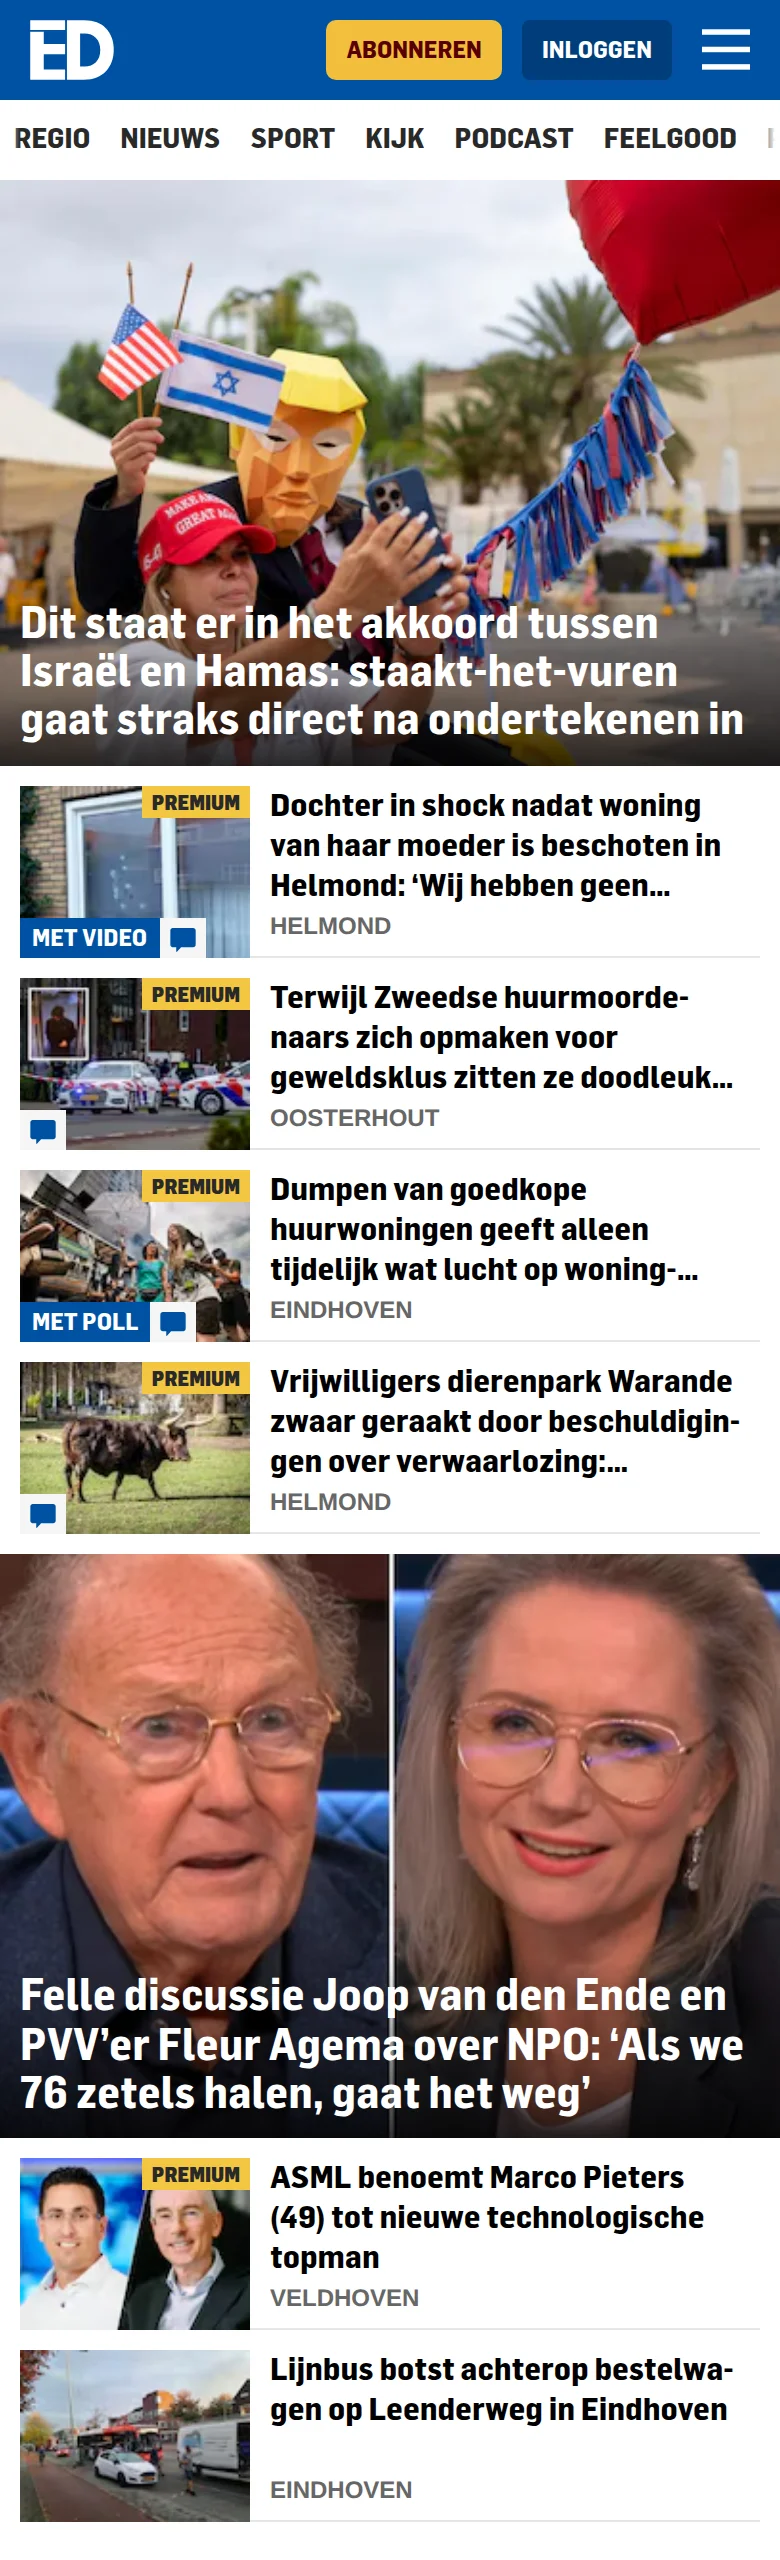 ED
ABONNEREN
INLOGGEN
REGIO NIEUWS SPORT KIJK PODCAST FEELGOOD
MAKE AMERICA
GREAT AGAIN
45-47
Dit staat er in het akkoord tussen
Israël en Hamas: staakt-het-vuren
gaat straks direct na ondertekenen in
PREMIUM
MET VIDEO
Dochter in shock nadat woning
van haar moeder is beschoten in
Helmond: ‘Wij hebben geen...
HELMOND
PREMIUM
Terwijl Zweedse huurmoorde-
naars zich opmaken voor
geweldsklus zitten ze doodleuk...
OOSTERHOUT
PREMIUM
MET POLL
Dumpen van goedkope
huurwoningen geeft alleen
tijdelijk wat lucht op woning-...
EINDHOVEN
PREMIUM
Vrijwilligers dierenpark Warande
zwaar geraakt door beschuldigin-
gen over verwaarlozing:...
HELMOND
Felle discussie Joop van den Ende en
PVV’er Fleur Agema over NPO: ‘Als we
76 zetels halen, gaat het weg’
PREMIUM
ASML benoemt Marco Pieters
(49) tot nieuwe technologische
topman
VELDHOVEN
Lijnbus botst achterop bestelwa-
gen op Leenderweg in Eindhoven
EINDHOVEN